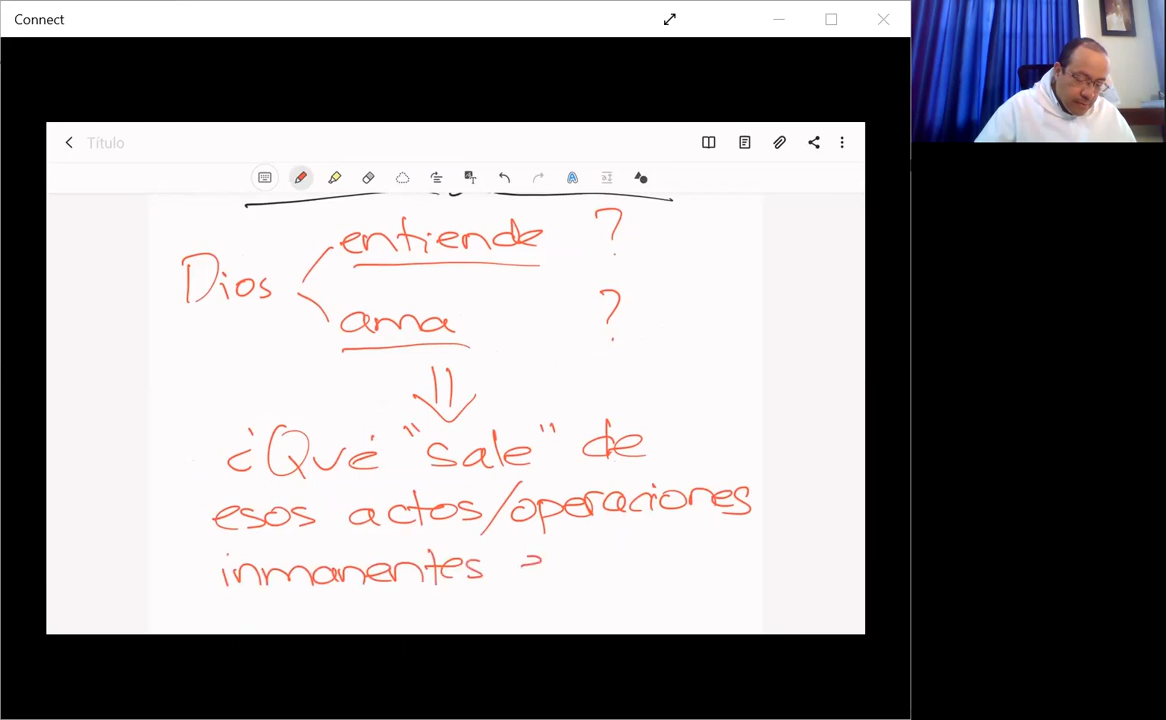 Connect
Título
Dios
entiende ?
ama ?
¿Qué "sale" de
esos actos/operaciones
inmanentes ?